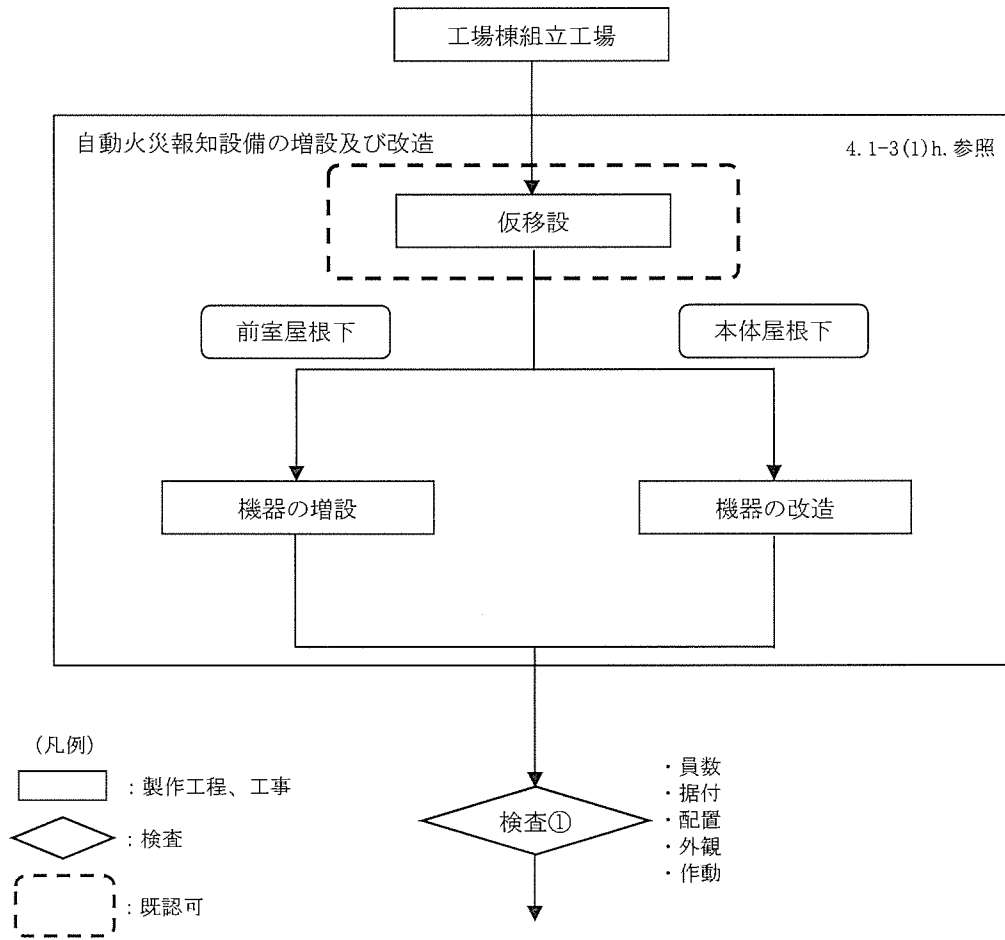 工場棟組立工場
自動火災報知設備の増設及び改造
4.1-3(1)h.参照
仮移設
前室屋根下
本体屋根下
機器の増設
機器の改造
(凡例)
：製作工程、工事
：検査
：既認可
検査①
・員数
・据付
・配置
・外観
・作動